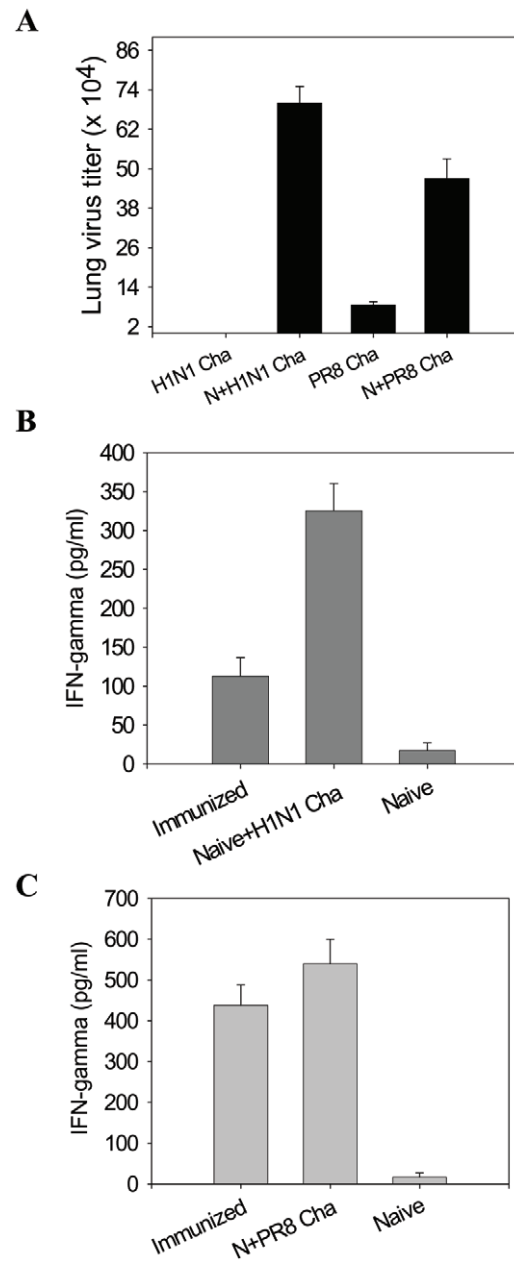 A
Lung virus titer (x 10⁴)
86
74
62
50
38
26
14
2
H1N1 Cha
N+H1N1 Cha
PR8 Cha
N+PR8 Cha
B
IFN-gamma (pg/ml)
400
350
300
250
200
150
100
50
0
Immunized
Naive+H1N1 Cha
Naive
C
IFN-gamma (pg/ml)
700
600
500
400
300
200
100
0
Immunized
N+PR8 Cha
Naive